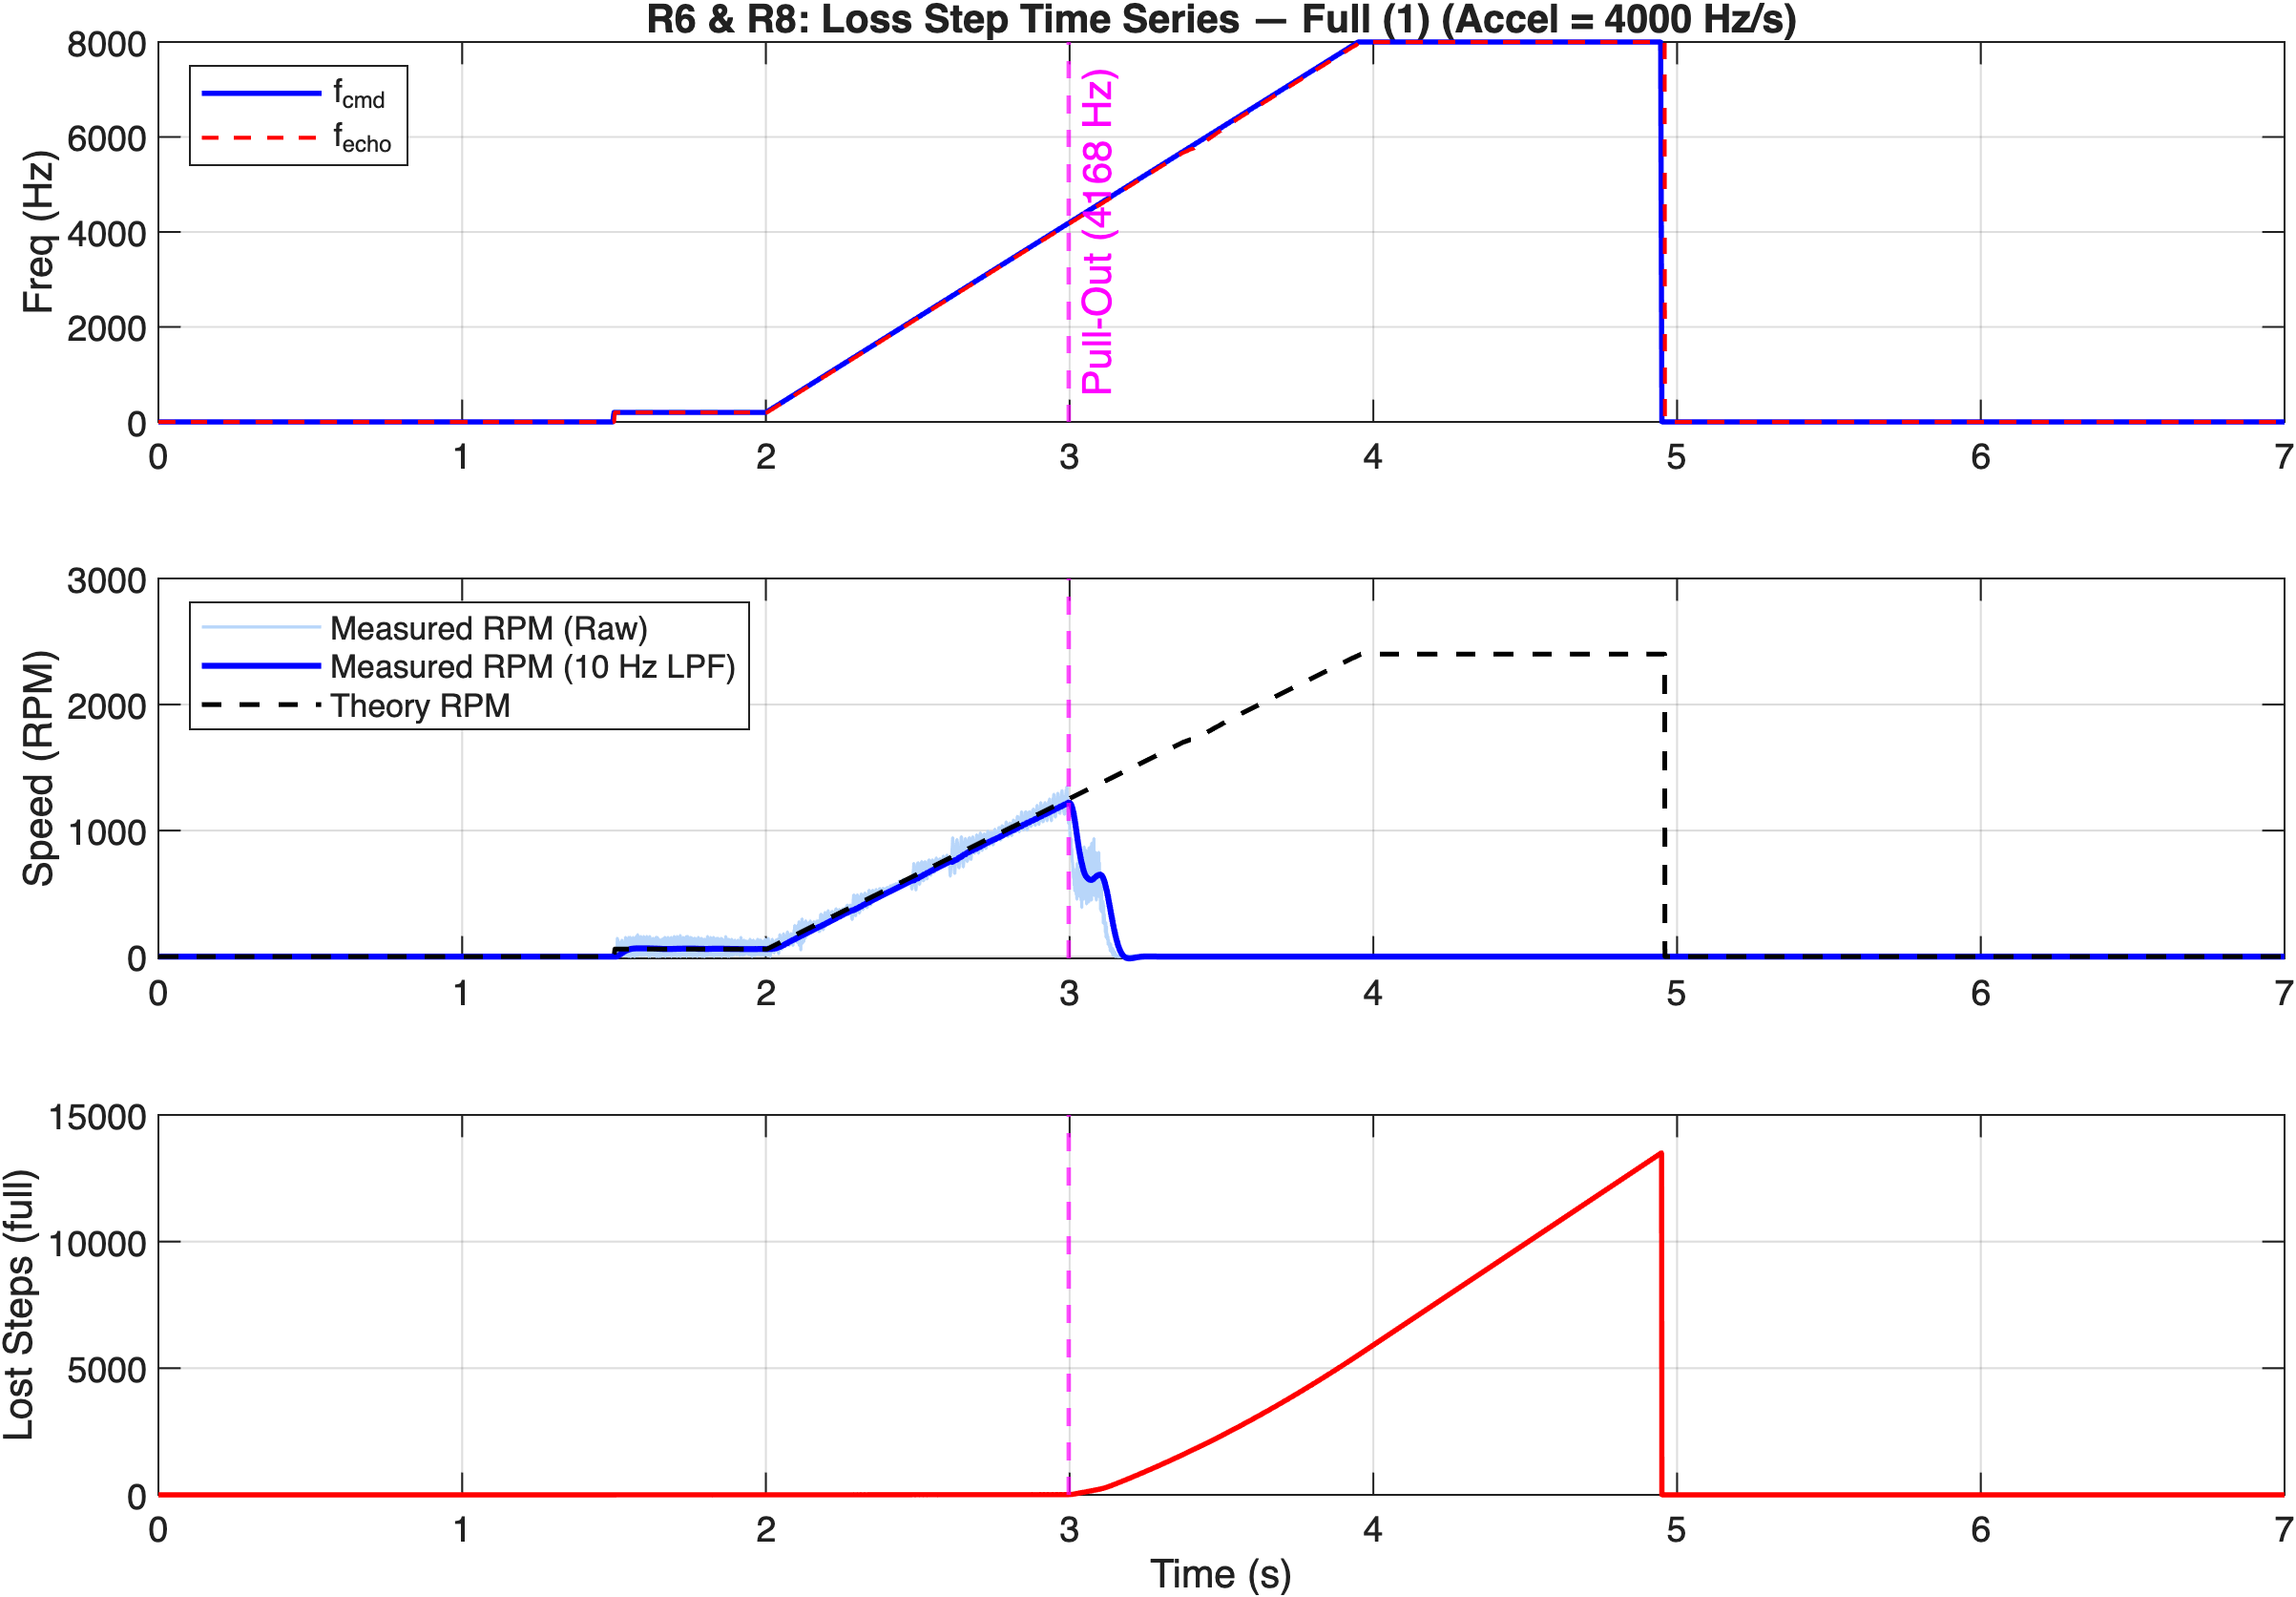 R6 & R8: Loss Step Time Series — Full (1) (Accel = 4000 Hz/s)
8000
6000
4000
2000
0
Freq (Hz)
f_cmd
f_echo
Pull-Out (4168 Hz)
0 1 2 3 4 5 6 7
3000
2000
1000
0
Speed (RPM)
Measured RPM (Raw)
Measured RPM (10 Hz LPF)
Theory RPM
0 1 2 3 4 5 6 7
15000
10000
5000
0
Lost Steps (full)
0 1 2 3 4 5 6 7
Time (s)